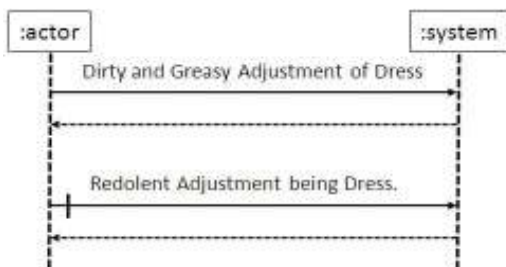 :actor
:system
Dirty and Greasy Adjustment of Dress
Redolent Adjustment being Dress.